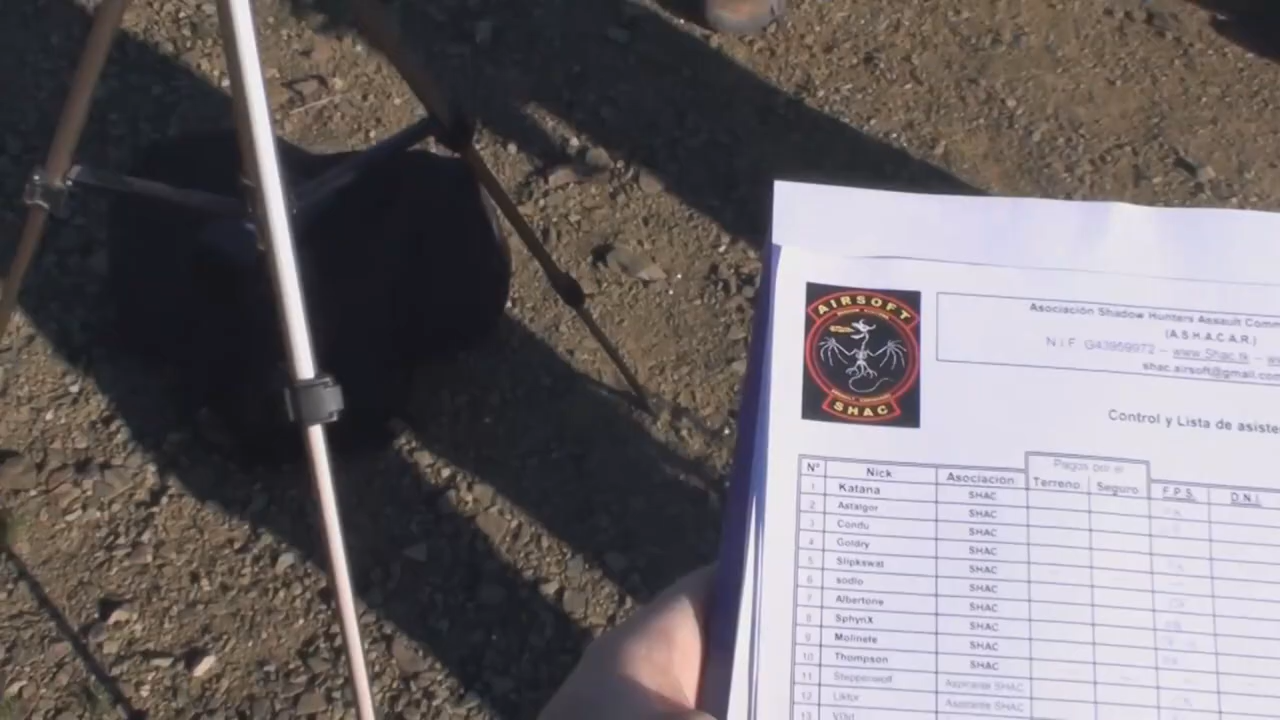 AIRSOFT
SHAC
Asociación Shadow Hunters Assault
(A.S.H.A.C.A.R.)
N.I.F. G43959972 – www.Shac.tk –
shac.airsoft@gmail.com
Control y Lista de
Pagos por el
Nº Nick Asociación Terreno Seguro F.P.S. D.N.I.
1 Katana SHAC
2 Astalgor SHAC
3 Condu SHAC
4 Goldry SHAC
5 Slipkswat SHAC
6 sodio SHAC
7 Albertone SHAC
8 SphynX SHAC
9 Molinete SHAC
10 Thompson SHAC
11 Steppenwolf Aspirante SHAC
12 Liktor Aspirante SHAC
13